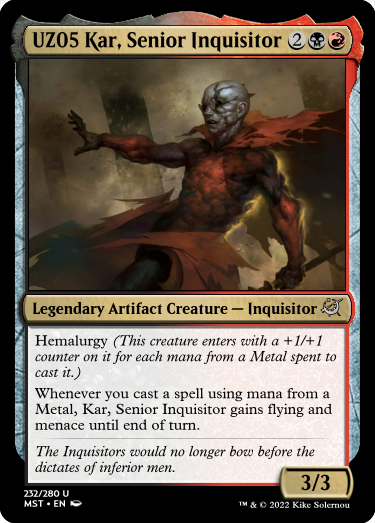 UZ05 Kar, Senior Inquisitor 2
Legendary Artifact Creature — Inquisitor
Hemalurgy (This creature enters with a +1/+1
counter on it for each mana from a Metal spent to
cast it.)
Whenever you cast a spell using mana from a
Metal, Kar, Senior Inquisitor gains flying and
menace until end of turn.
The Inquisitors would no longer bow before the
dictates of inferior men.
3/3
232/280 U
MST • EN
™ & © 2022 Kike Solernou